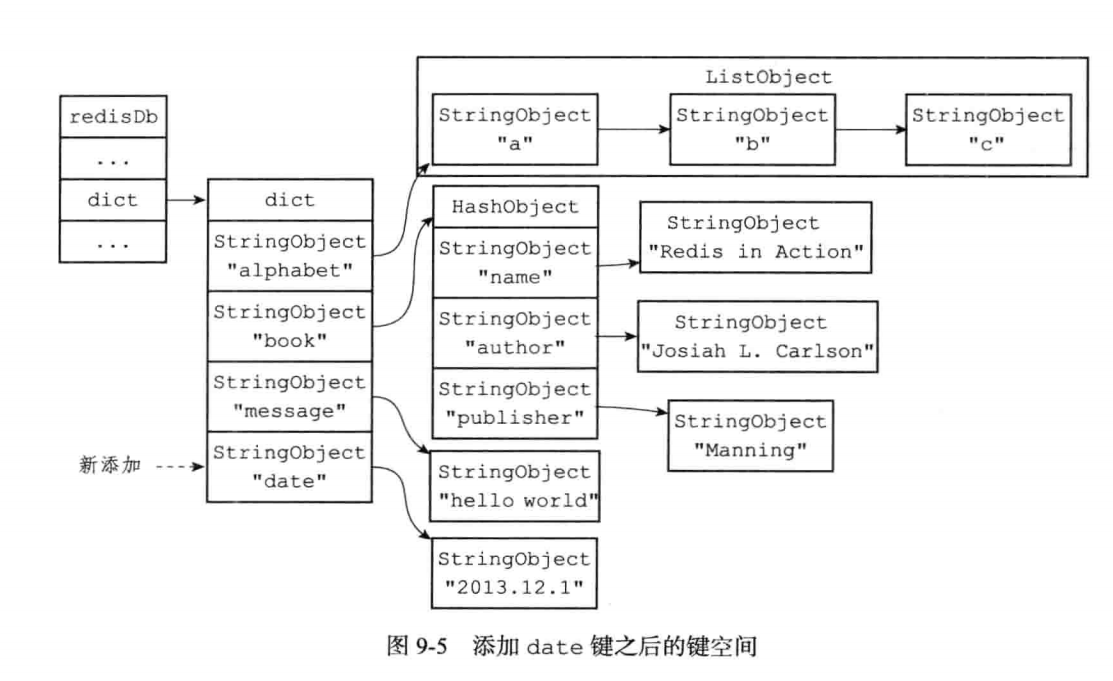 ListObject
StringObject
"a"
StringObject
"b"
StringObject
"c"
redisDb
...
dict
...
dict
StringObject
"alphabet"
StringObject
"book"
StringObject
"message"
新添加
StringObject
"date"
HashObject
StringObject
"name"
StringObject
"author"
StringObject
"publisher"
StringObject
"Redis in Action"
StringObject
"Josiah L. Carlson"
StringObject
"Manning"
StringObject
"hello world"
StringObject
"2013.12.1"
图 9-5 添加 date 键之后的键空间